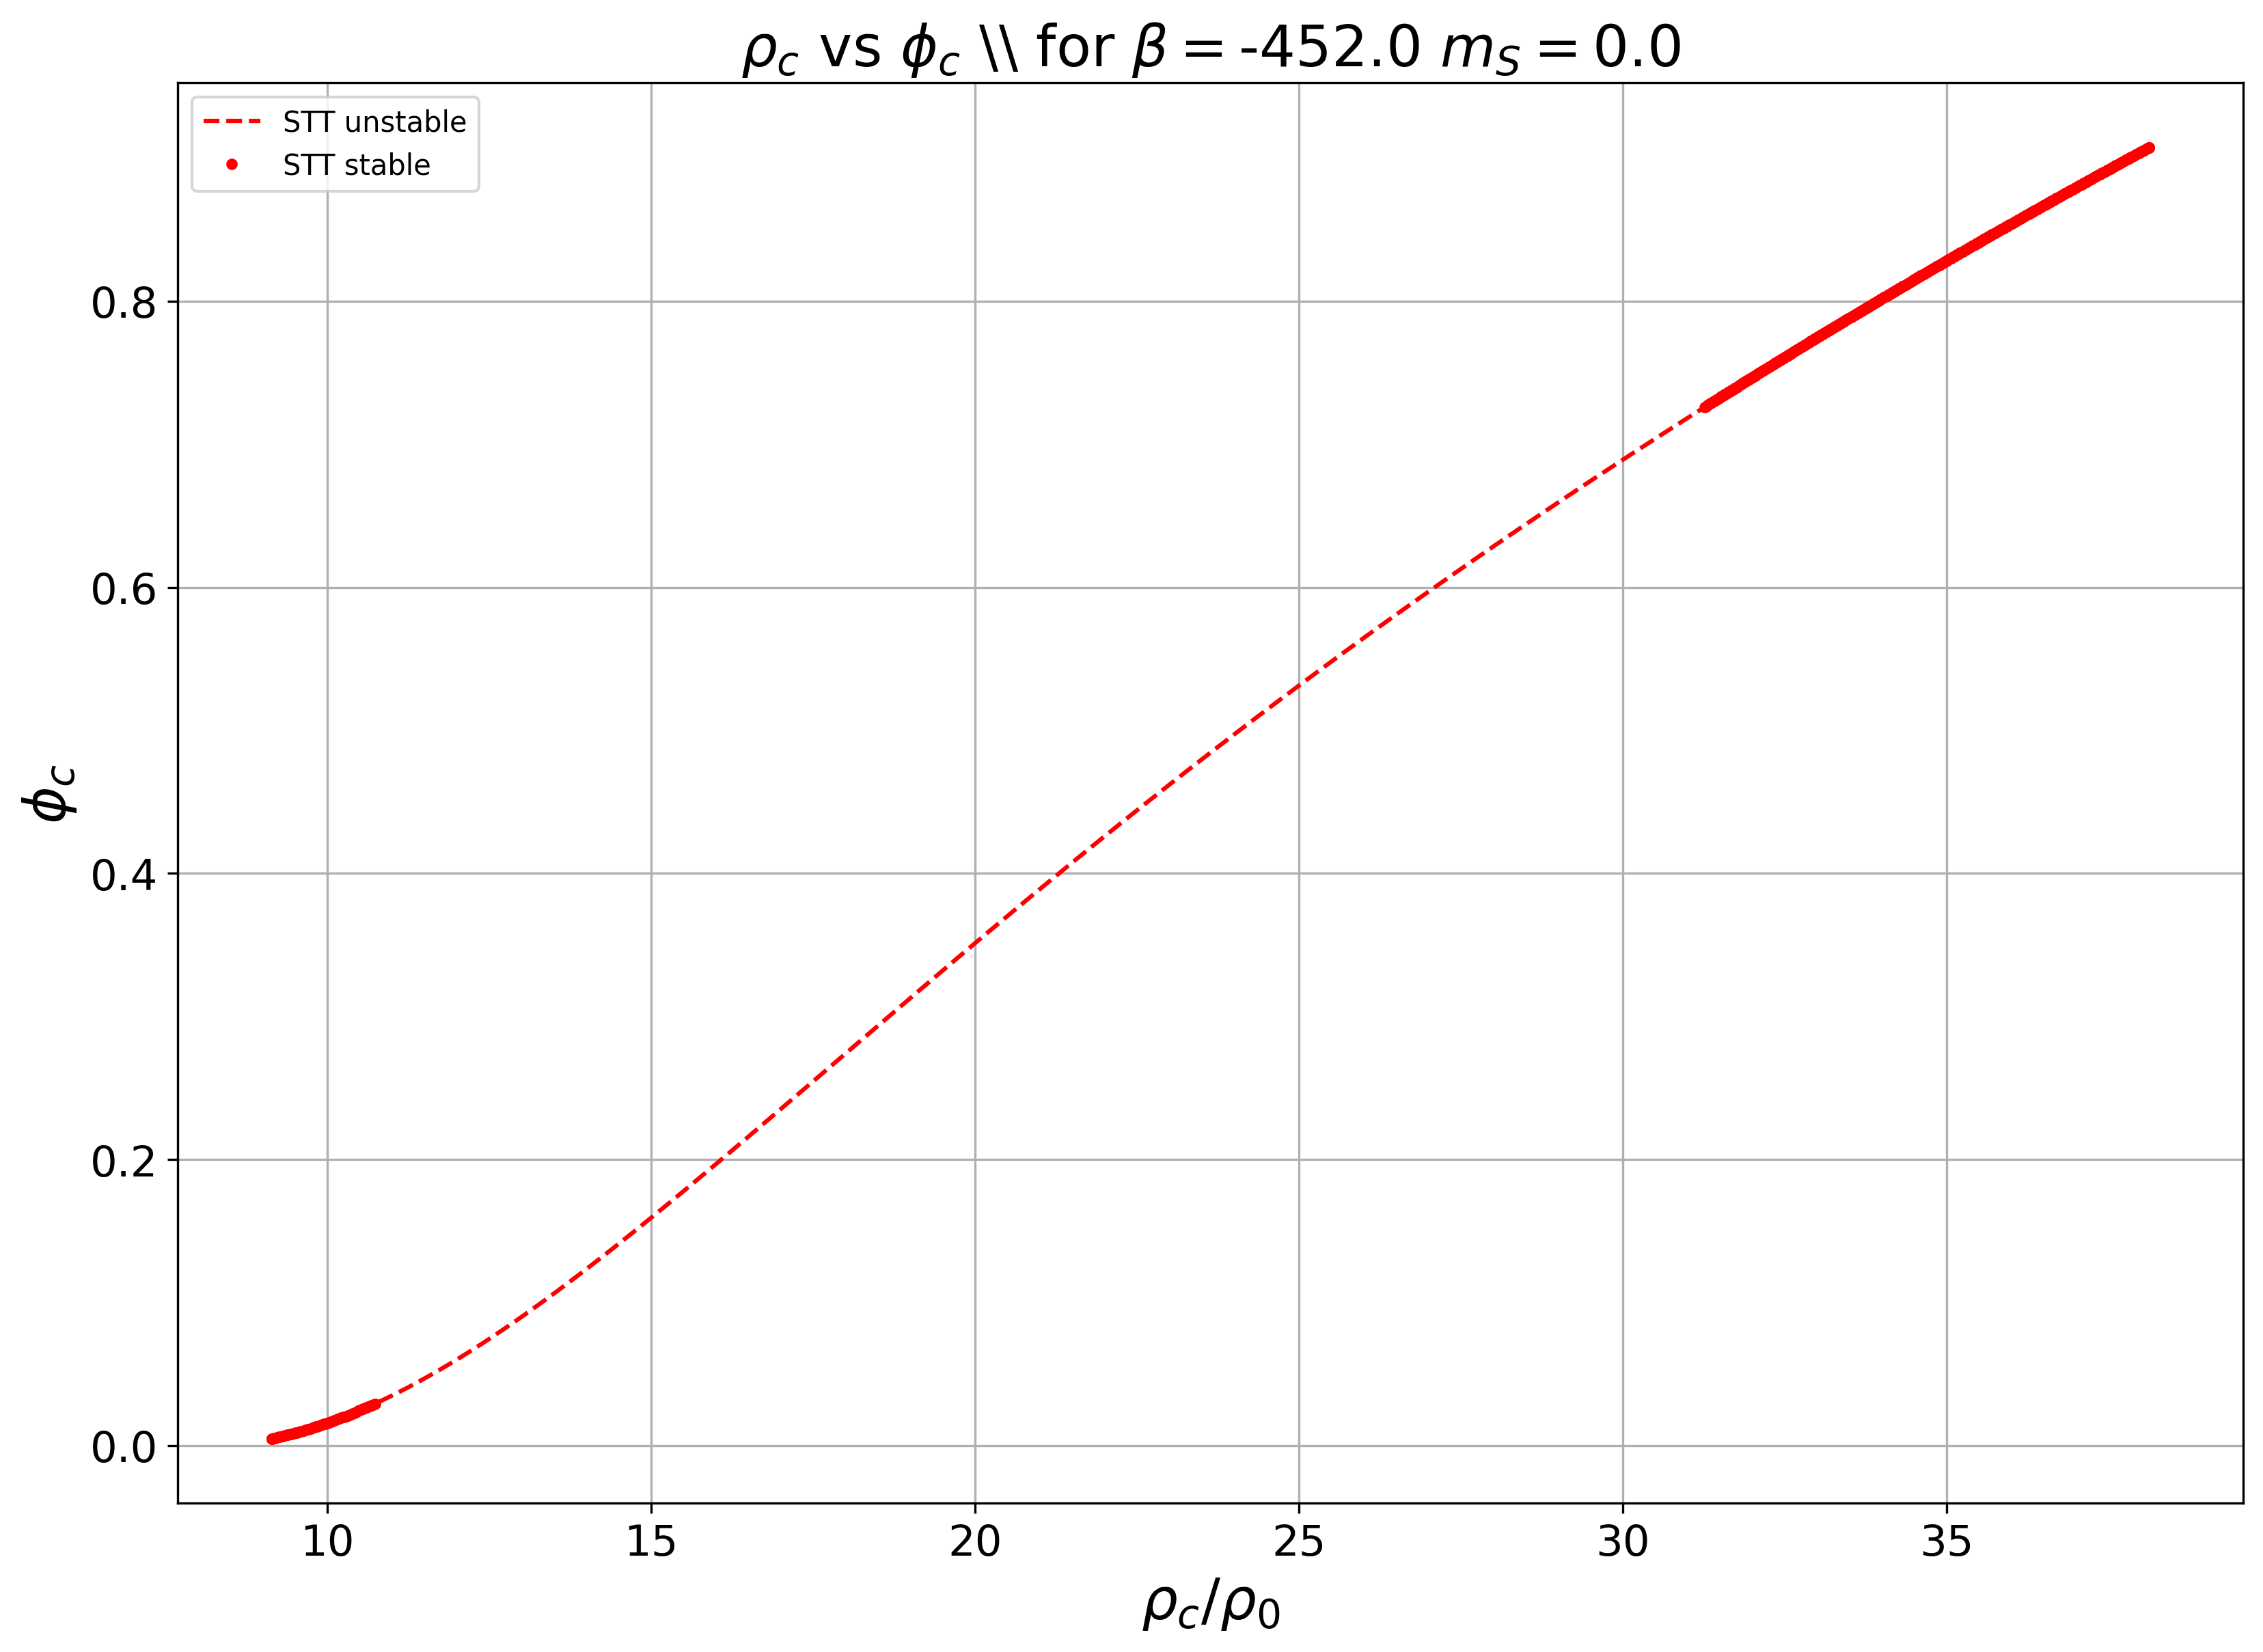 ρc vs ϕc \\ for β = -452.0 mS = 0.0
STT unstable
STT stable
ϕc
0.8
0.6
0.4
0.2
0.0
10 15 20 25 30 35
ρc/ρ0